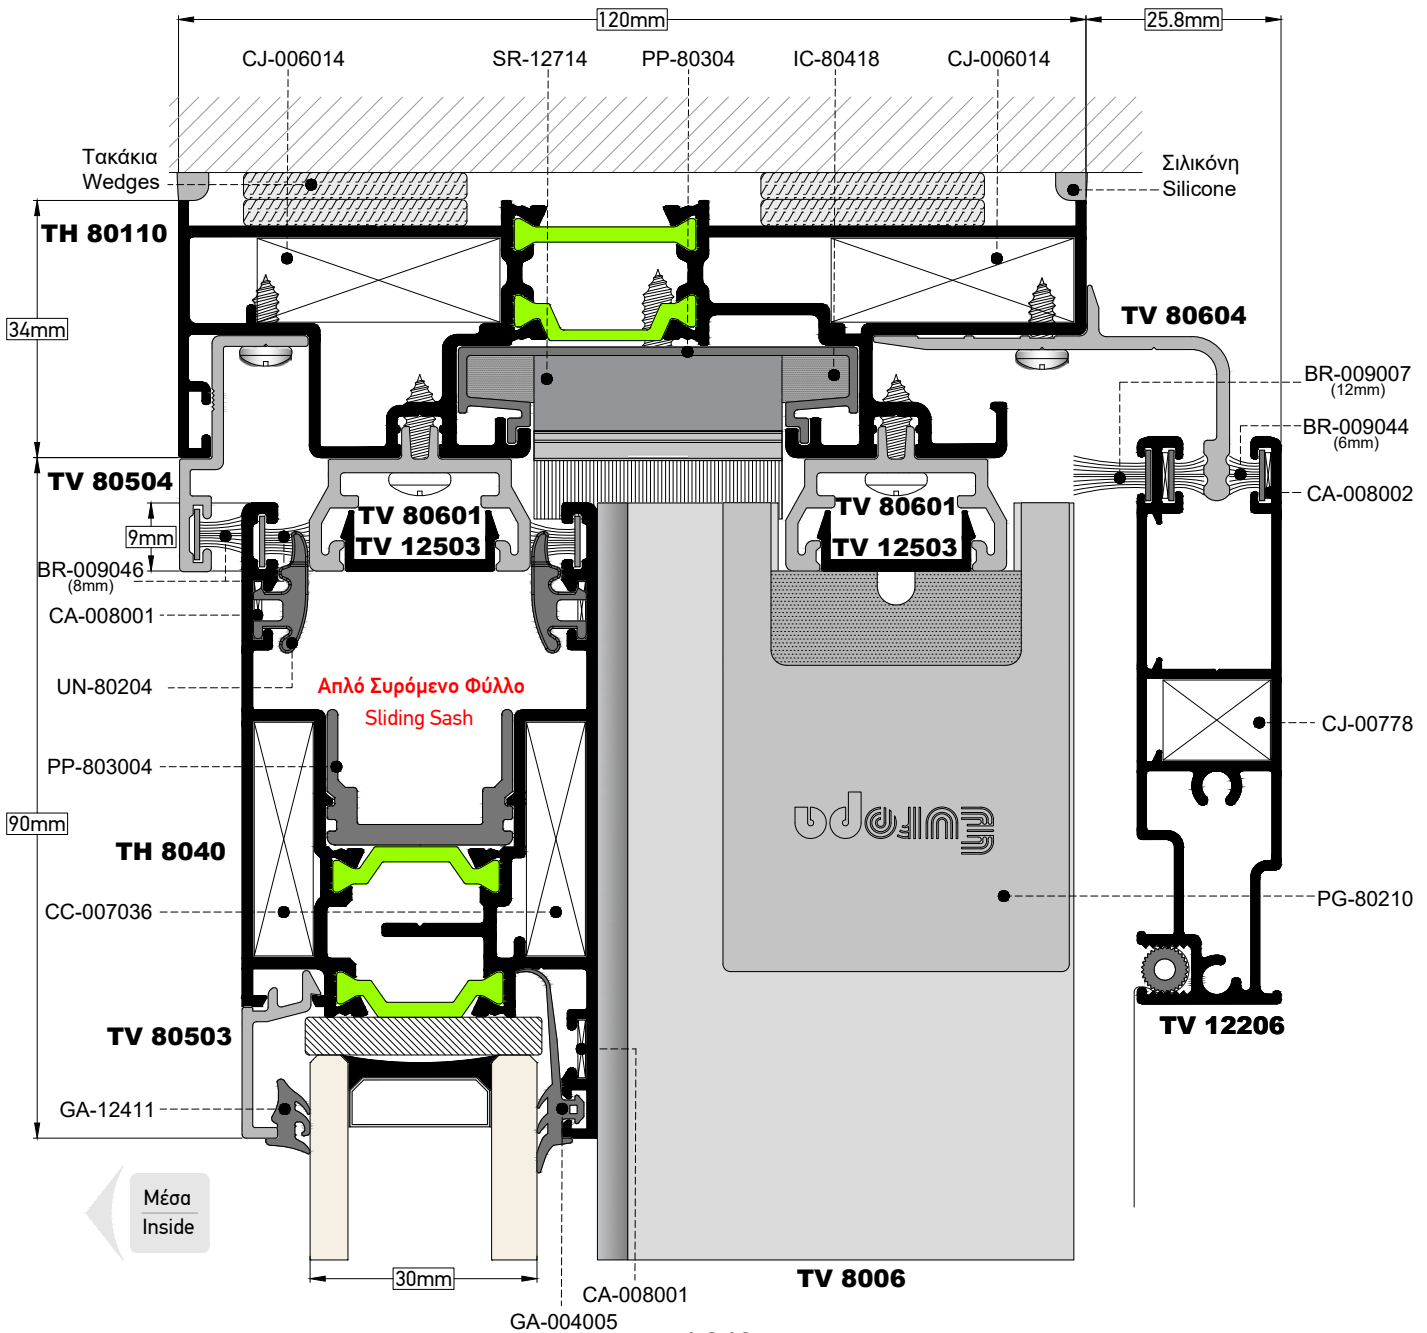 120mm
25.8mm
CJ-006014
SR-12714
PP-80304
IC-80418
CJ-006014
Τακάκια
Wedges
Σιλικόνη
Silicone
TH 80110
34mm
TV 80604
BR-009007
(12mm)
BR-009044
(6mm)
TV 80504
CA-008002
TV 80601
TV 12503
TV 80601
TV 12503
9mm
BR-009046
(8mm)
CA-008001
UN-80204
Απλό Συρόμενο Φύλλο
Sliding Sash
CJ-00778
PP-803004
90mm
Europa
TH 8040
CC-007036
PG-80210
TV 80503
TV 12206
GA-12411
Μέσα
Inside
30mm
TV 8006
CA-008001
GA-004005